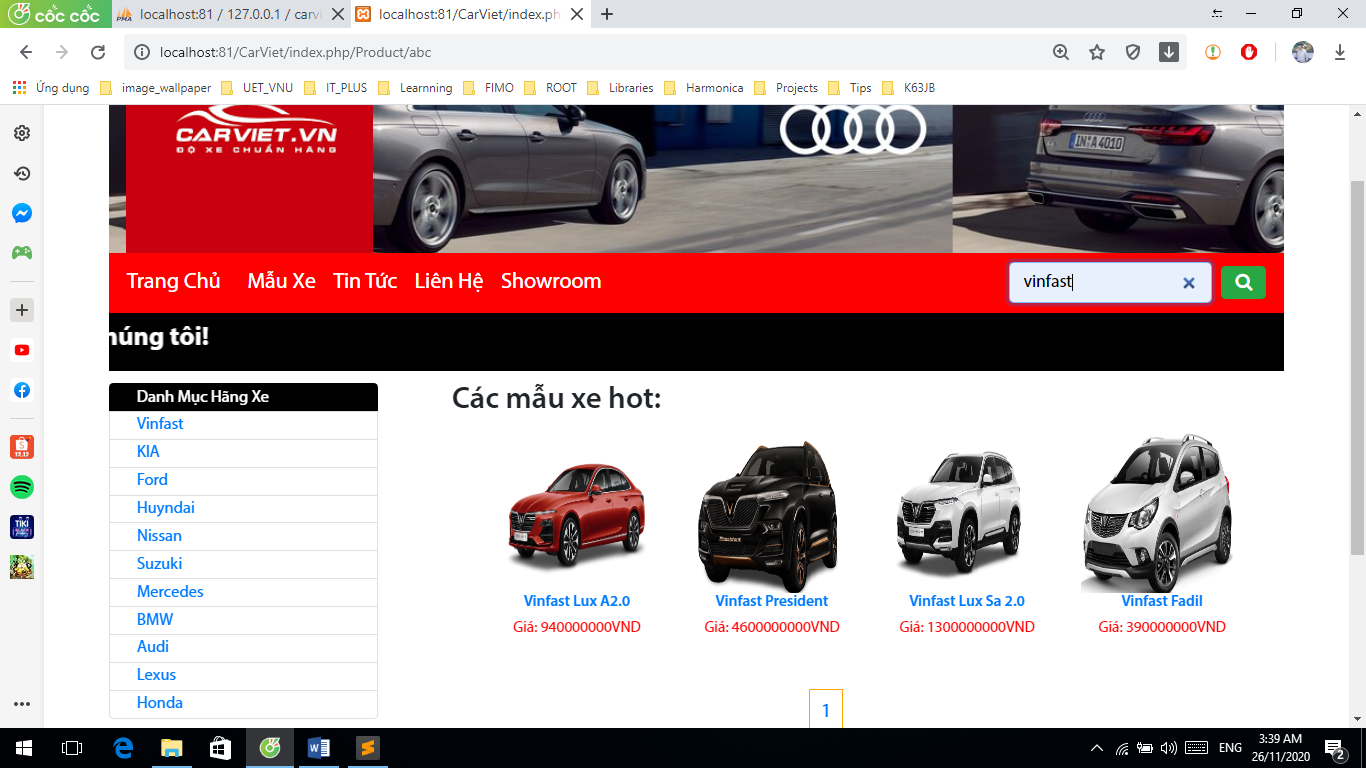 cốc cốc
localhost:81 / 127.0.0.1 / carvi
localhost:81/CarViet/index.ph
localhost:81/CarViet/index.php/Product/abc
Ứng dụng
image_wallpaper
UET_VNU
IT_PLUS
Learnning
FIMO
ROOT
Libraries
Harmonica
Projects
Tips
K63JB
CARVIET.VN
ĐỘ XE CHUẨN HÃNG
IN·A 4010
Trang Chủ
Mẫu Xe
Tin Tức
Liên Hệ
Showroom
vinfast
húng tôi!
Danh Mục Hãng Xe
Vinfast
KIA
Ford
Huyndai
Nissan
Suzuki
Mercedes
BMW
Audi
Lexus
Honda
Các mẫu xe hot:
Vinfast Lux A2.0
Giá: 940000000VND
Vinfast President
Giá: 4600000000VND
Vinfast Lux Sa 2.0
Giá: 1300000000VND
Vinfast Fadil
Giá: 390000000VND
1
12.12
TIKI
ENG
3:39 AM
26/11/2020
2